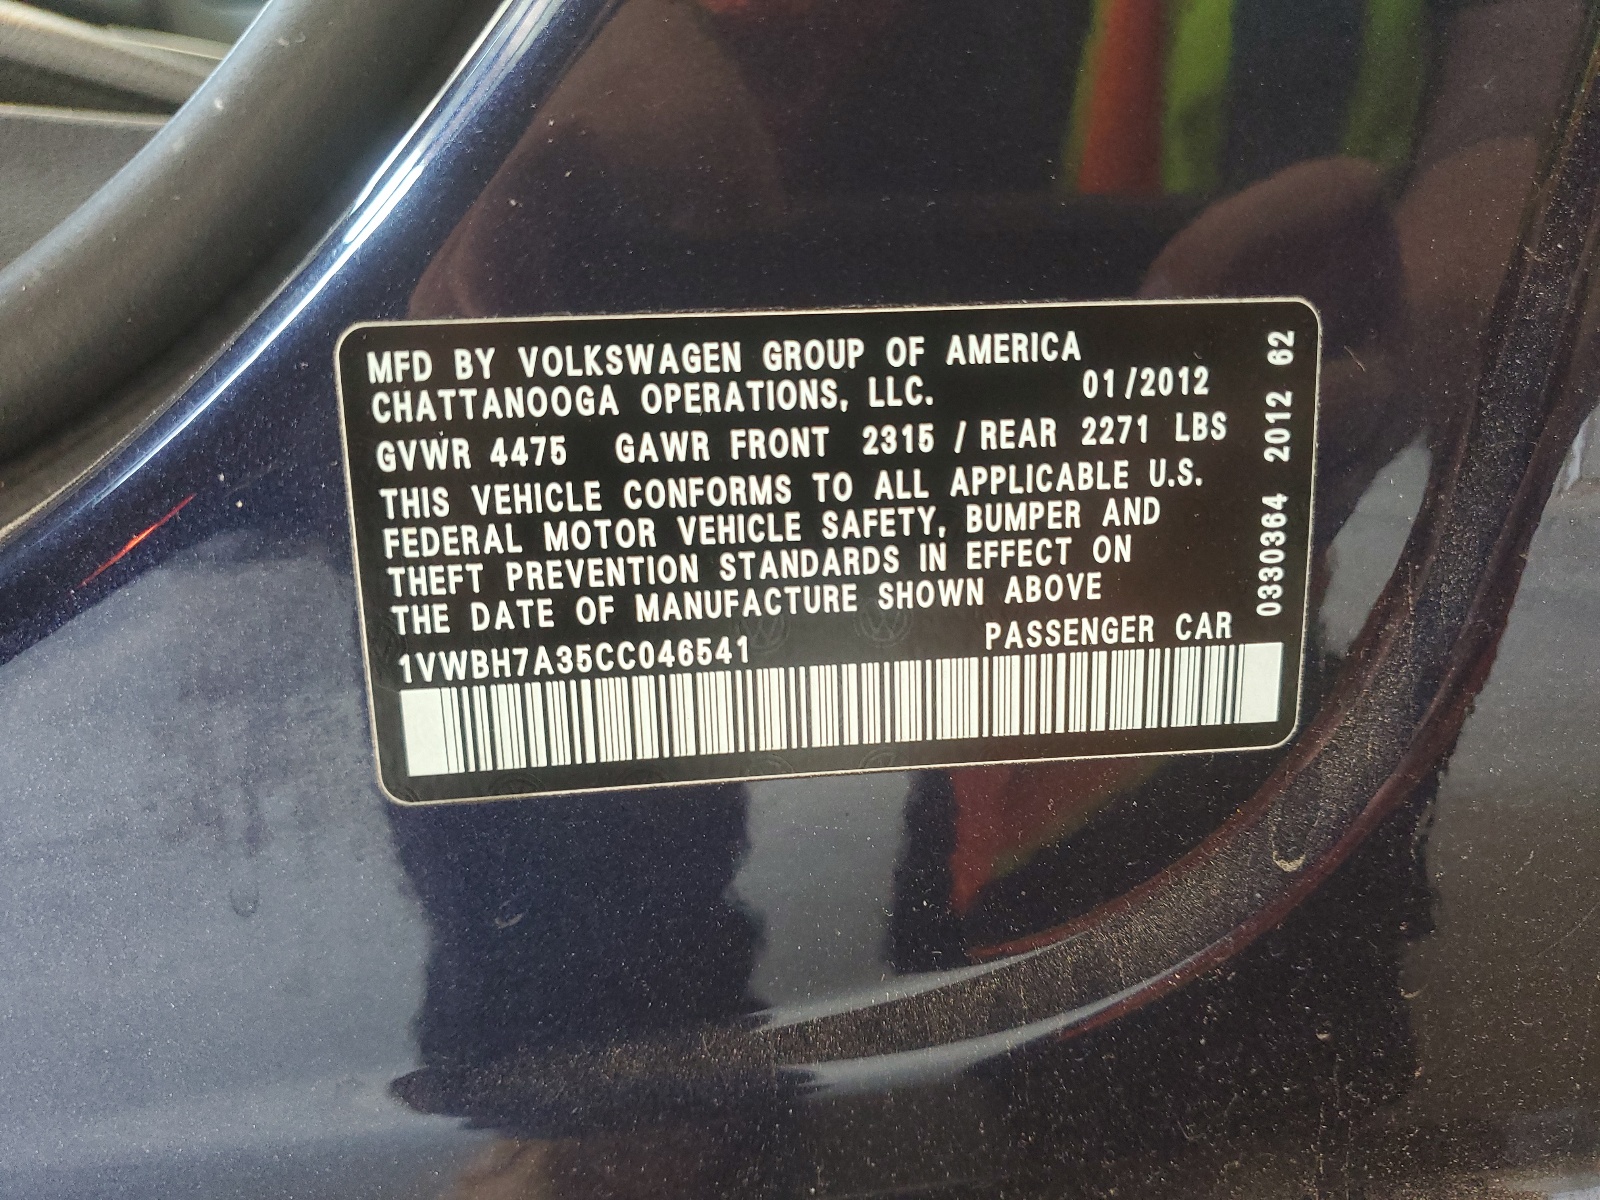 MFD BY VOLKSWAGEN GROUP OF AMERICA
CHATTANOOGA OPERATIONS, LLC. 01/2012
GVWR 4475 GAWR FRONT 2315 / REAR 2271 LBS
THIS VEHICLE CONFORMS TO ALL APPLICABLE U.S.
FEDERAL MOTOR VEHICLE SAFETY, BUMPER AND
THEFT PREVENTION STANDARDS IN EFFECT ON
THE DATE OF MANUFACTURE SHOWN ABOVE
1VWBH7A35CC046541 PASSENGER CAR
0330364 2012 62